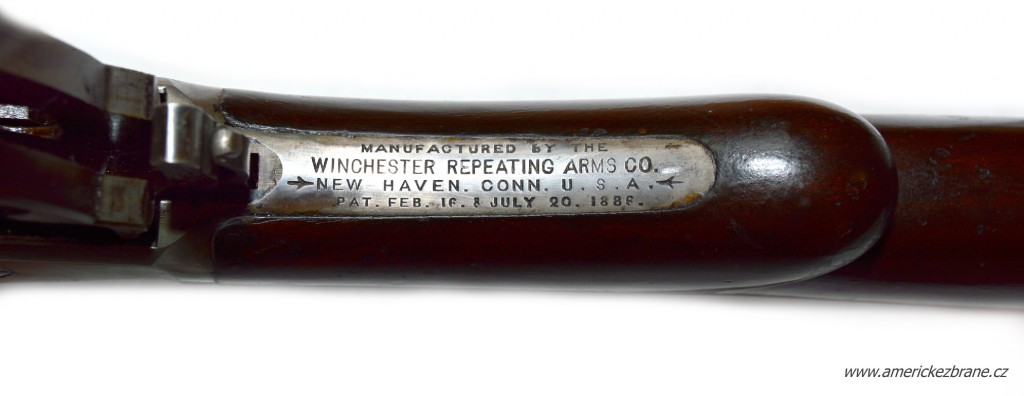 MANUFACTURED BY THE
WINCHESTER REPEATING ARMS CO.
NEW HAVEN. CONN. U. S. A.
PAT. FEB. 16. & JULY 20. 1886.
www.americkezbrane.cz